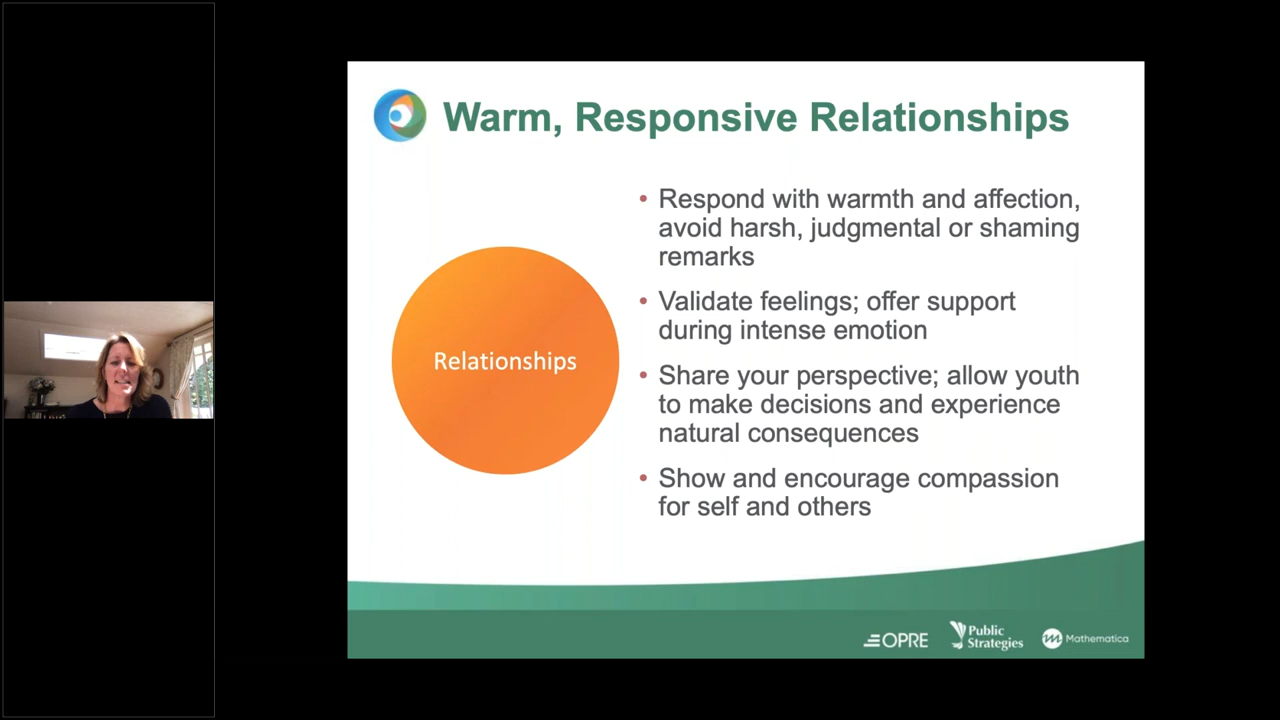 Warm, Responsive Relationships
Relationships
• Respond with warmth and affection,
avoid harsh, judgmental or shaming
remarks
• Validate feelings; offer support
during intense emotion
• Share your perspective; allow youth
to make decisions and experience
natural consequences
• Show and encourage compassion
for self and others
OPRE
Public
Strategies
Mathematica